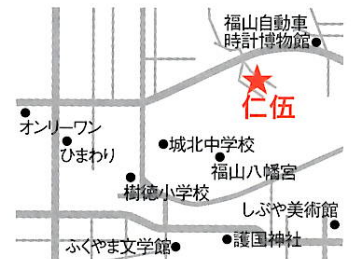 福山自動車
時計博物館
仁伍
オンリーワン
ひまわり
城北中学校
福山八幡宮
樹徳小学校
しぶや美術館
ふくやま文学館
護国神社